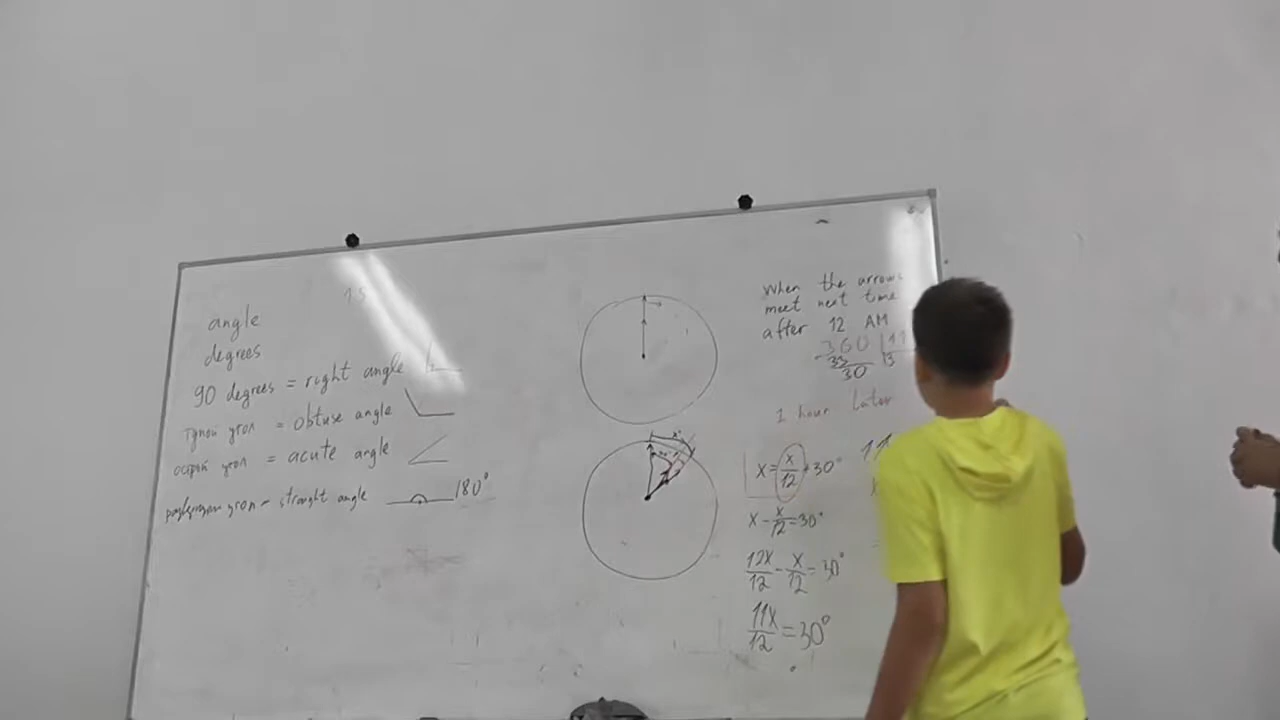 angle
degrees
90 degrees = right angle
тупой угол = obtuse angle
острый угол = acute angle
угол = straight angle 180°
When the arrows
meet next time
after 12 AM
360 11
33
30
1 hour later
x = x/12 + 30°
x - x/12 = 30°
12x/12 - x/12 = 30°
11x/12 = 30°